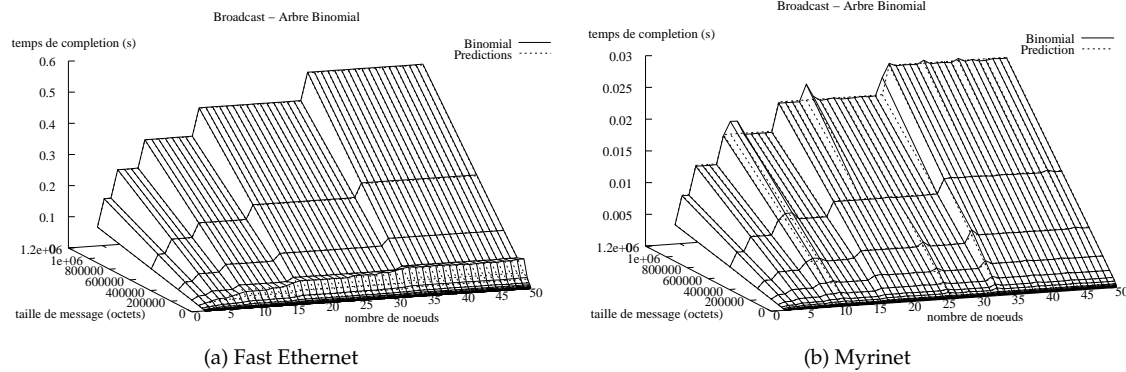 Broadcast – Arbre Binomial
temps de completion (s)
Binomial
Predictions
0.6
0.5
0.4
0.3
0.2
0.1
0
1.2e+06
1e+06
800000
600000
400000
200000
0
taille de message (octets)
0
5
10
15
20
25
30
35
40
45
50
nombre de noeuds
(a) Fast Ethernet
Broadcast – Arbre Binomial
temps de completion (s)
Binomial
Prediction
0.03
0.025
0.02
0.015
0.01
0.005
0
1.2e+06
1e+06
800000
600000
400000
200000
0
taille de message (octets)
0
5
10
15
20
25
30
35
40
45
50
nombre de noeuds
(b) Myrinet